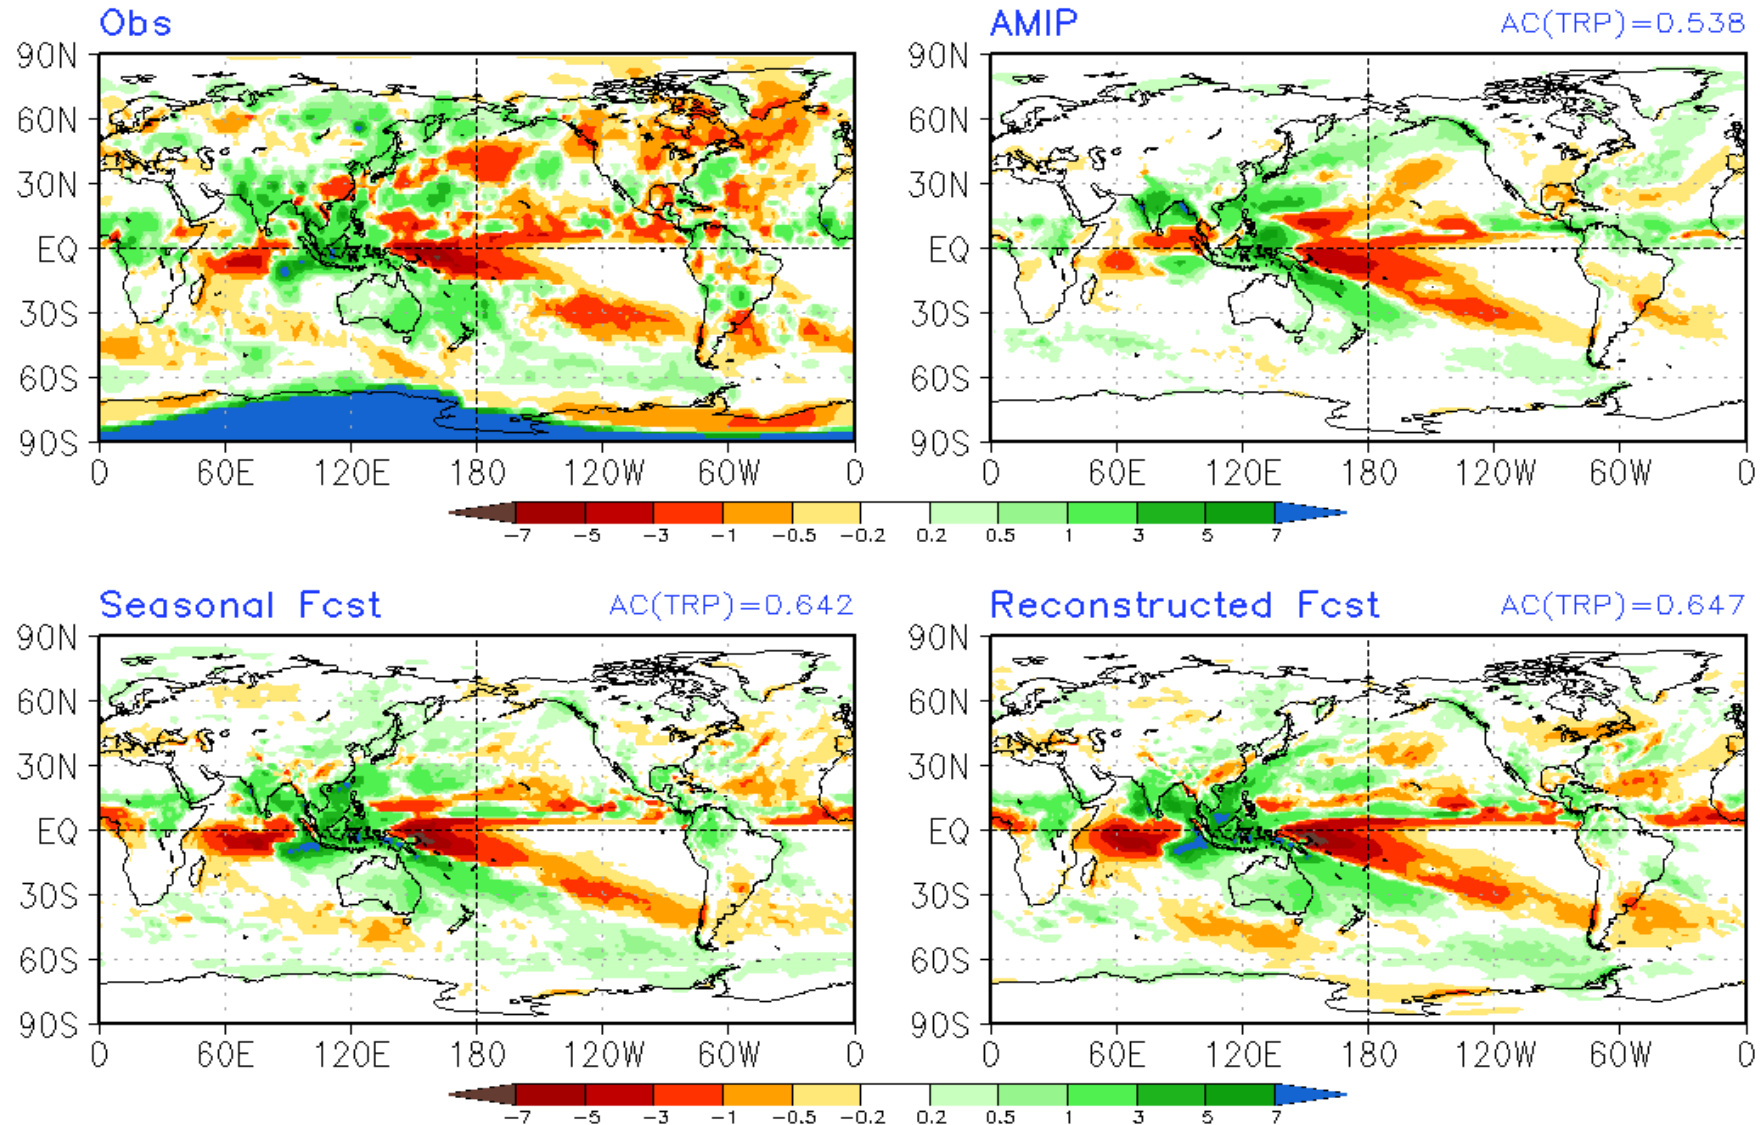 Obs
AMIP AC(TRP)=0.538
90N
60N
30N
EQ
30S
60S
90S
0 60E 120E 180 120W 60W 0
90N
60N
30N
EQ
30S
60S
90S
0 60E 120E 180 120W 60W 0
-7 -5 -3 -1 -0.5 -0.2 0.2 0.5 1 3 5 7
Seasonal Fcst AC(TRP)=0.642
Reconstructed Fcst AC(TRP)=0.647
90N
60N
30N
EQ
30S
60S
90S
0 60E 120E 180 120W 60W 0
90N
60N
30N
EQ
30S
60S
90S
0 60E 120E 180 120W 60W 0
-7 -5 -3 -1 -0.5 -0.2 0.2 0.5 1 3 5 7